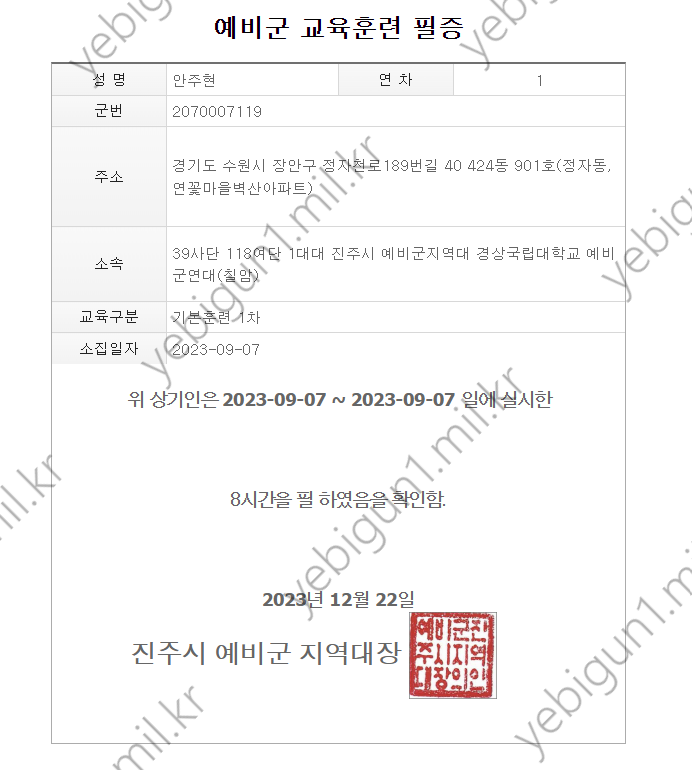 예비군 교육훈련 필증
성 명 안주현 연 차 1
군번 2070007119
주소 경기도 수원시 장안구 정자천로189번길 40 424동 901호(정자동,
연꽃마을벽산아파트)
소속 39사단 118여단 1대대 진주시 예비군지역대 경상국립대학교 예비
군연대(칠암)
교육구분 기본훈련 1차
소집일자 2023-09-07
위 상기인은 2023-09-07 ~ 2023-09-07 일에 실시한
8시간을 필 하였음을 확인함.
2023년 12월 22일
진주시 예비군 지역대장
예비군진
주시지역
대장의인
yebigun1.mil.kr
yebigun1.mil.kr
yebigun1.mil.kr
yebigun1.mil.kr
yebigun1.mil.kr